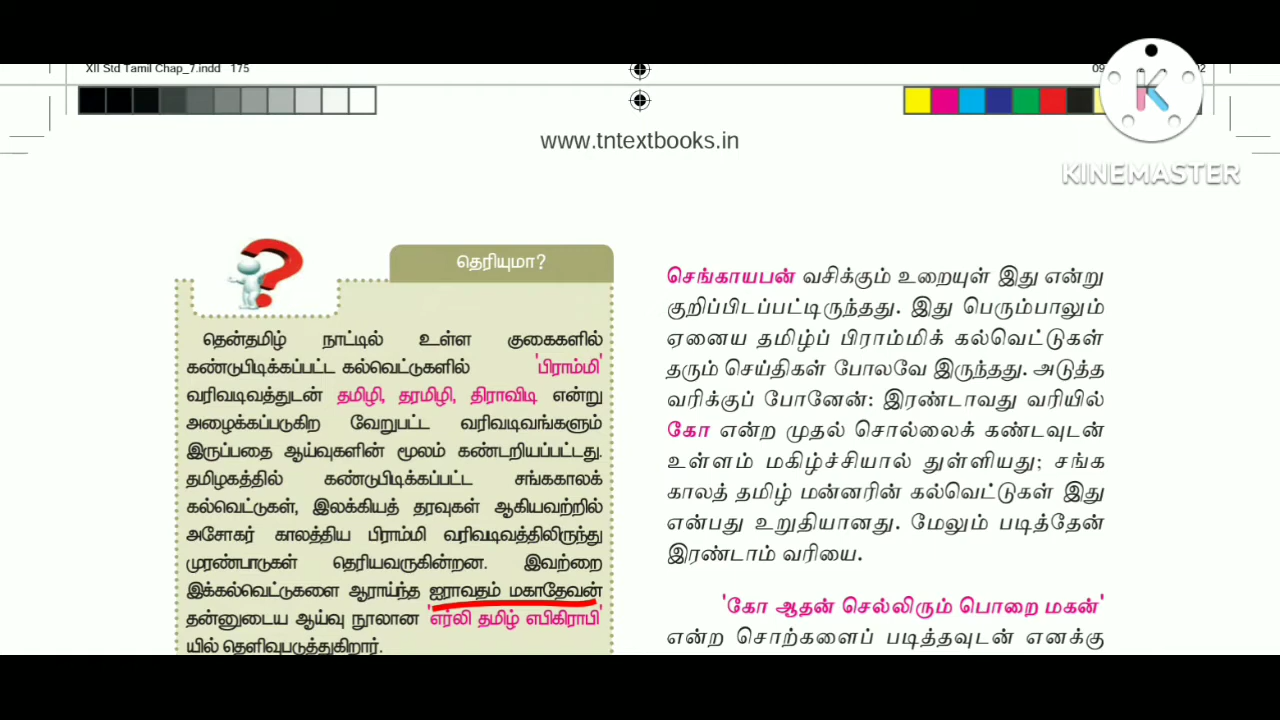 XII Std Tamil Chap_7.indd 175
www.tntextbooks.in
KINEMASTER
தெரியுமா?
தென்தமிழ் நாட்டில் உள்ள குகைகளில்
கண்டுபிடிக்கப்பட்ட கல்வெட்டுகளில் 'பிராம்மி'
வரிவடிவத்துடன் தமிழி, தரமிழி, திராவிடி என்று
அழைக்கப்படுகிற வேறுபட்ட வரிவடிவங்களும்
இருப்பதை ஆய்வுகளின் மூலம் கண்டறியப்பட்டது.
தமிழகத்தில் கண்டுபிடிக்கப்பட்ட சங்ககாலக்
கல்வெட்டுகள், இலக்கியத் தரவுகள் ஆகியவற்றில்
அசோகர் காலத்திய பிராம்மி வரிவடிவத்திலிருந்து
முரண்பாடுகள் தெரியவருகின்றன. இவற்றை
இக்கல்வெட்டுகளை ஆராய்ந்த ஐராவதம் மகாதேவன்
தன்னுடைய ஆய்வு நூலான 'எர்லி தமிழ் எபிகிராபி'
யில் தெளிவுபடுத்துகிறார்.
செங்காயபன் வசிக்கும் உறையுள் இது என்று
குறிப்பிடப்பட்டிருந்தது. இது பெரும்பாலும்
ஏனைய தமிழ்ப் பிராம்மிக் கல்வெட்டுகள்
தரும் செய்திகள் போலவே இருந்தது. அடுத்த
வரிக்குப் போனேன்: இரண்டாவது வரியில்
கோ என்ற முதல் சொல்லைக் கண்டவுடன்
உள்ளம் மகிழ்ச்சியால் துள்ளியது; சங்க
காலத் தமிழ் மன்னரின் கல்வெட்டுகள் இது
என்பது உறுதியானது. மேலும் படித்தேன்
இரண்டாம் வரியை.
'கோ ஆதன் செல்லிரும் பொறை மகன்'
என்ற சொற்களைப் படித்தவுடன் எனக்கு